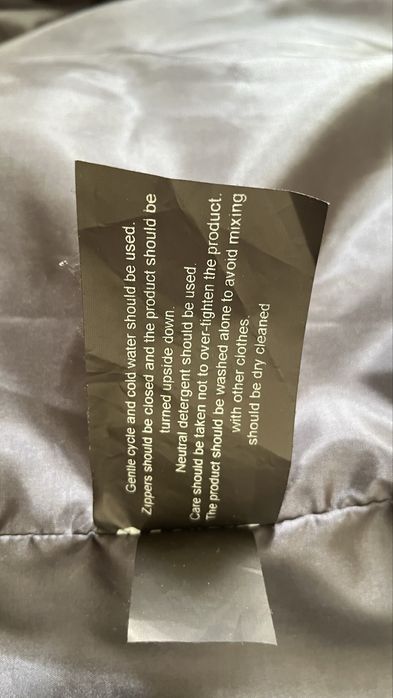 Gentle cycle and cold water should be used.
Zippers should be closed and the product should be
turned upside down.
Neutral detergent should be used.
Care should be taken not to over-tighten the product.
The product should be washed alone to avoid mixing
with other clothes.
should be dry cleaned